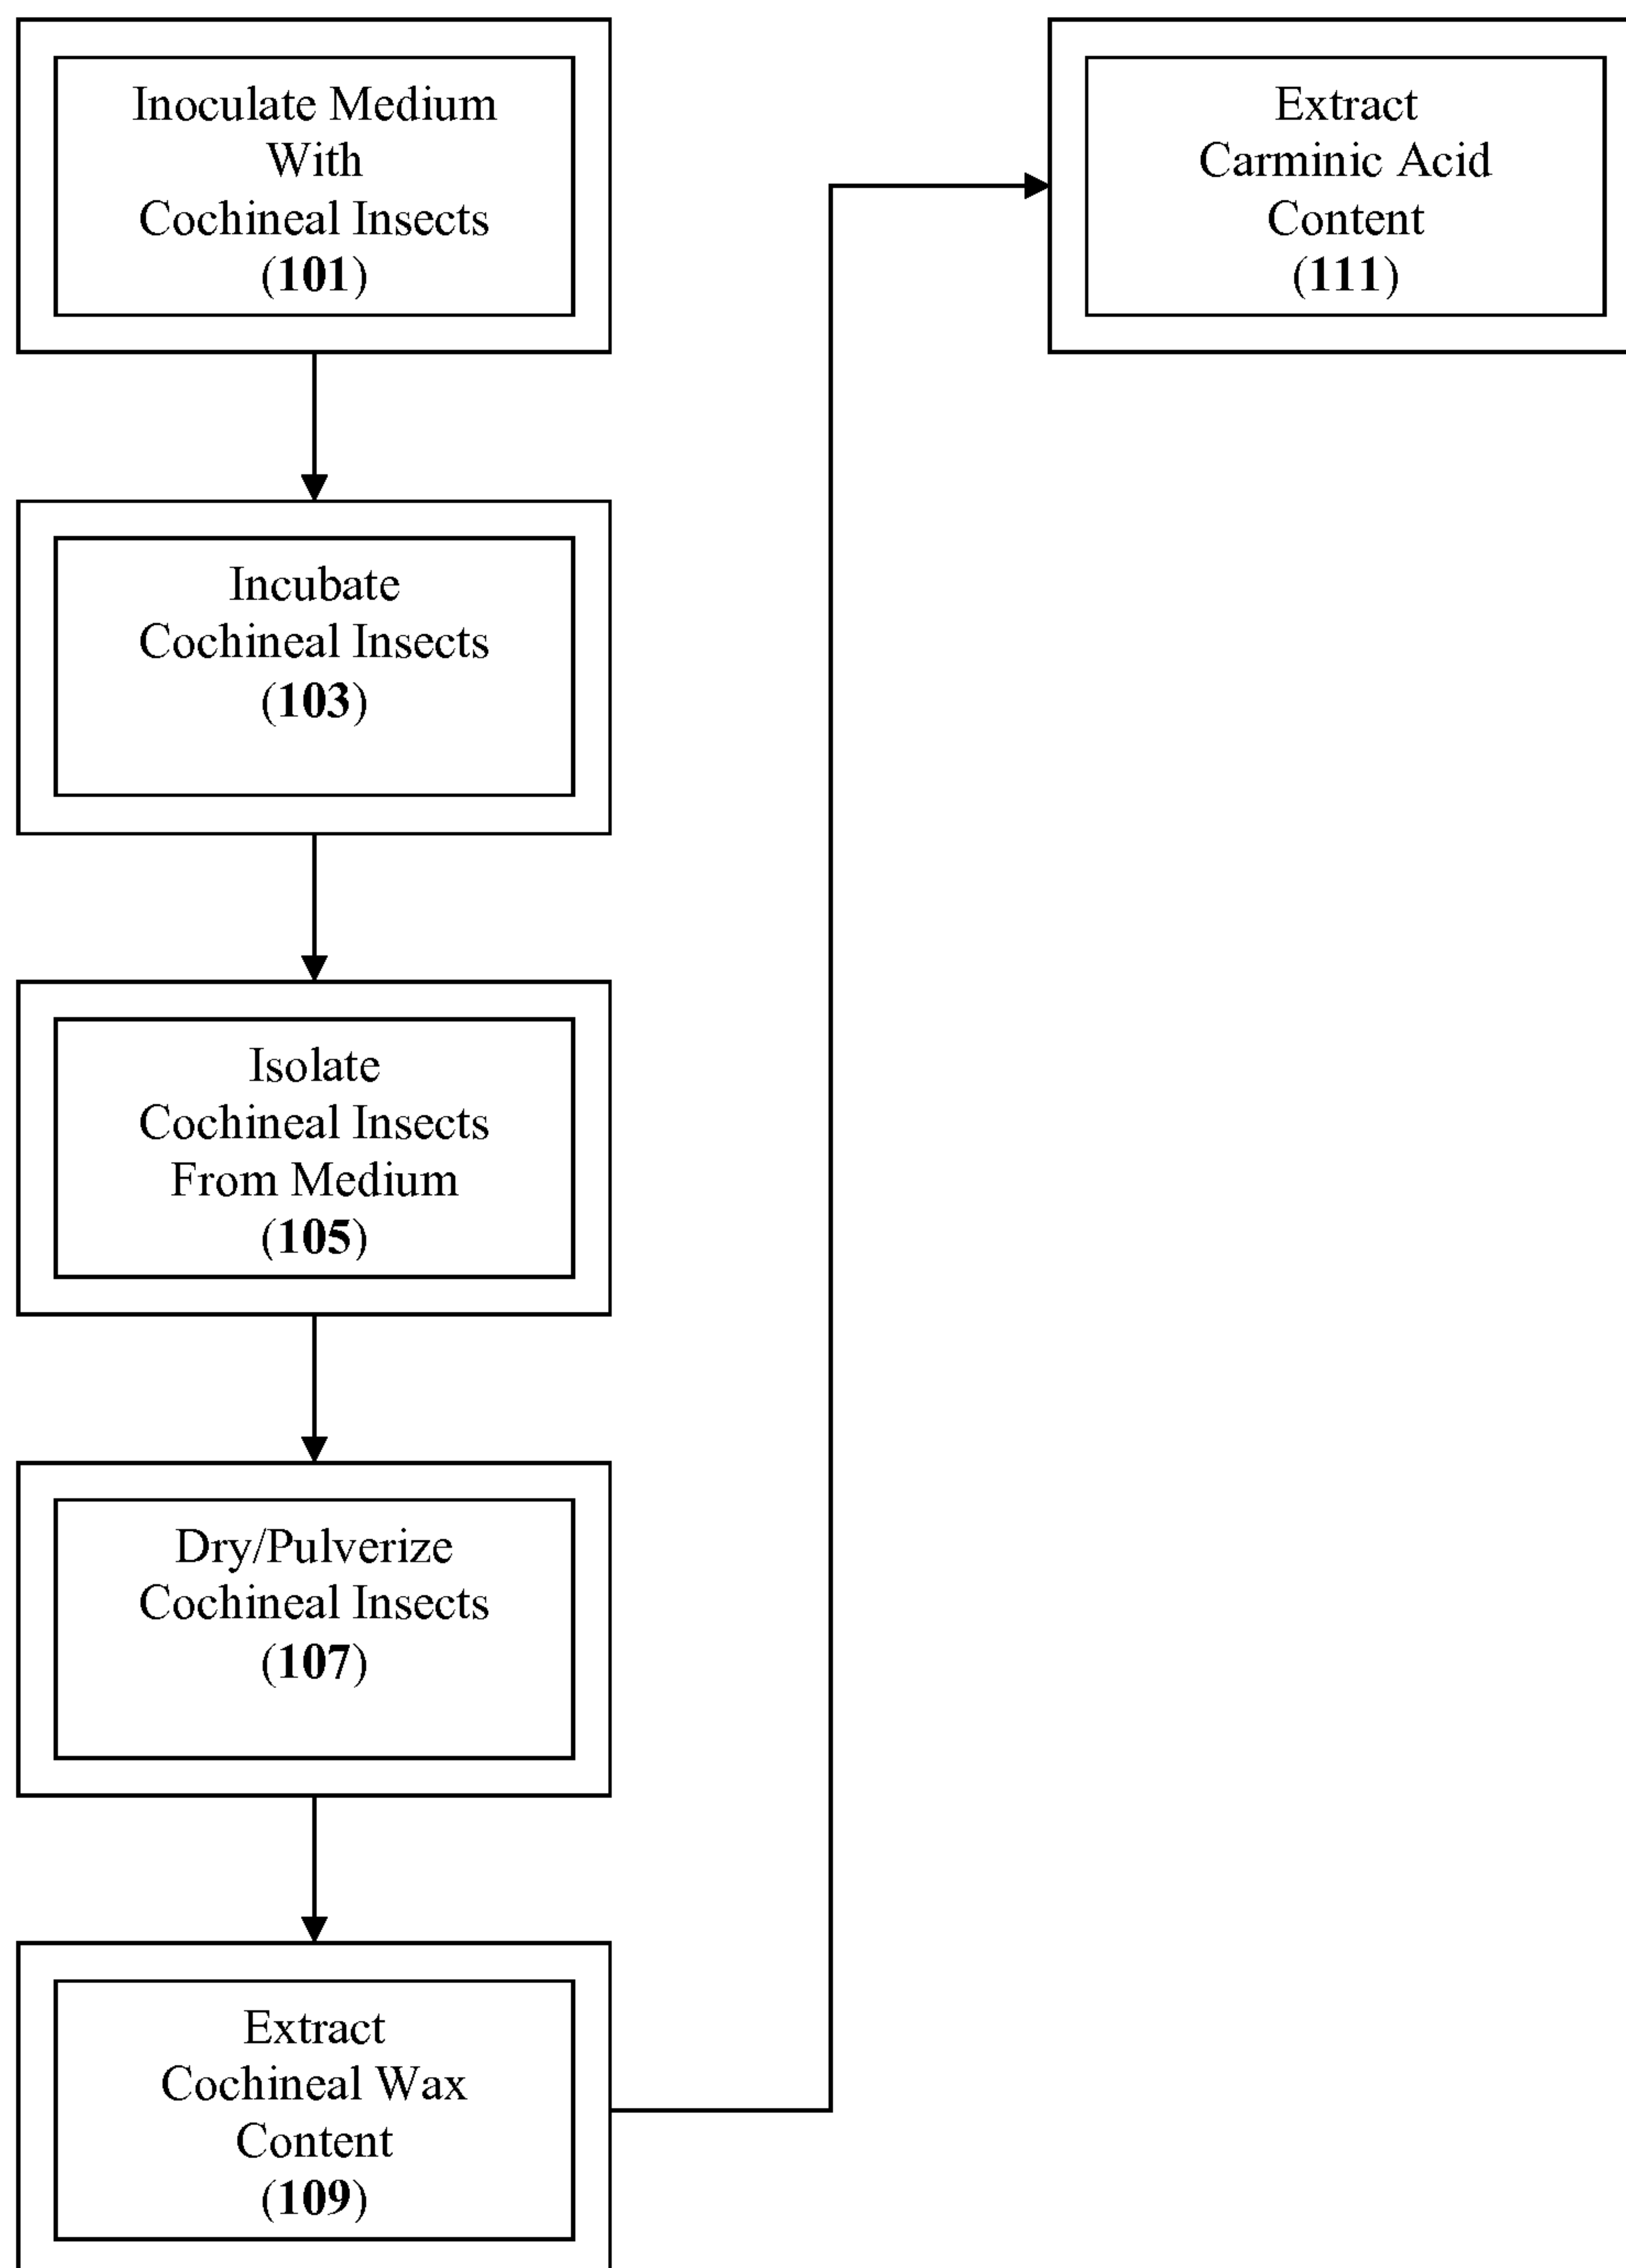 Inoculate Medium
With
Cochineal Insects
(101)
Incubate
Cochineal Insects
(103)
Isolate
Cochineal Insects
From Medium
(105)
Dry/Pulverize
Cochineal Insects
(107)
Extract
Cochineal Wax
Content
(109)
Extract
Carminic Acid
Content
(111)